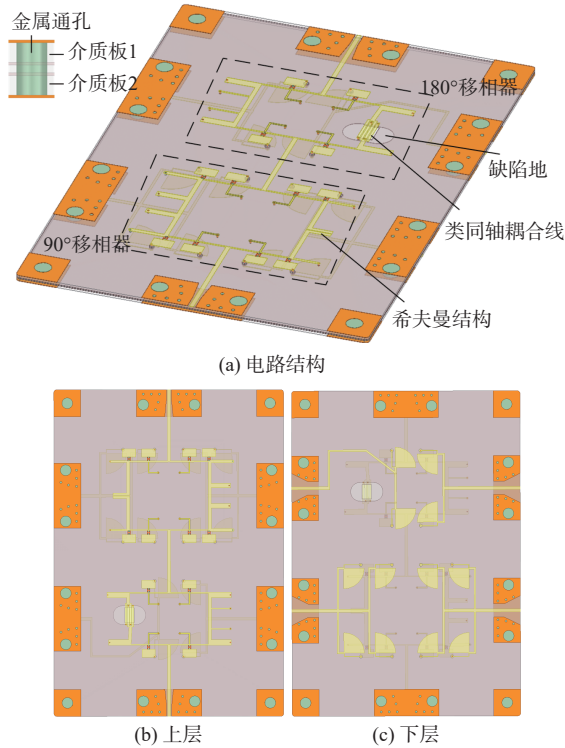 金属通孔
介质板1
介质板2
180°移相器
缺陷地
类同轴耦合线
90°移相器
希夫曼结构
(a) 电路结构
(b) 上层
(c) 下层